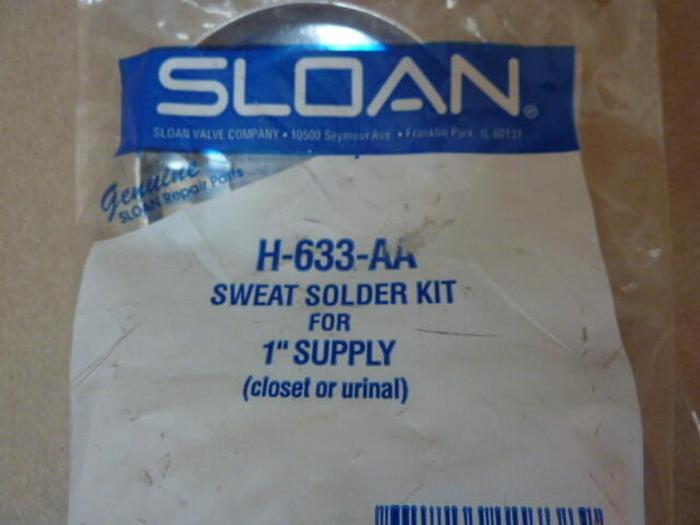 SLOAN®
SLOAN VALVE COMPANY • 10500 Seymour Ave. • Franklin Park, IL 60131
Genuine
SLOAN Repair Parts
H-633-AA
SWEAT SOLDER KIT
FOR
1" SUPPLY
(closet or urinal)